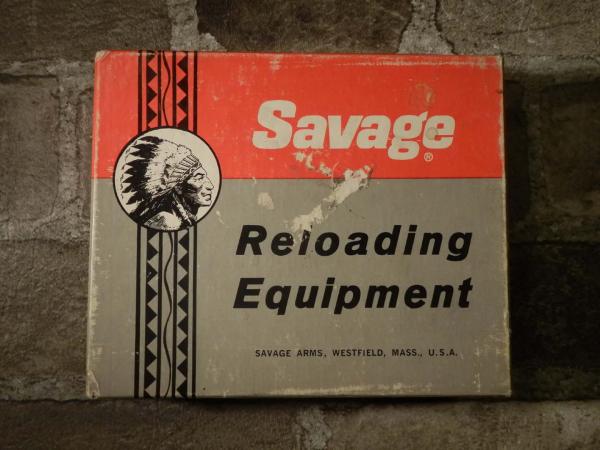 Savage®
Reloading
Equipment
SAVAGE ARMS, WESTFIELD, MASS., U.S.A.